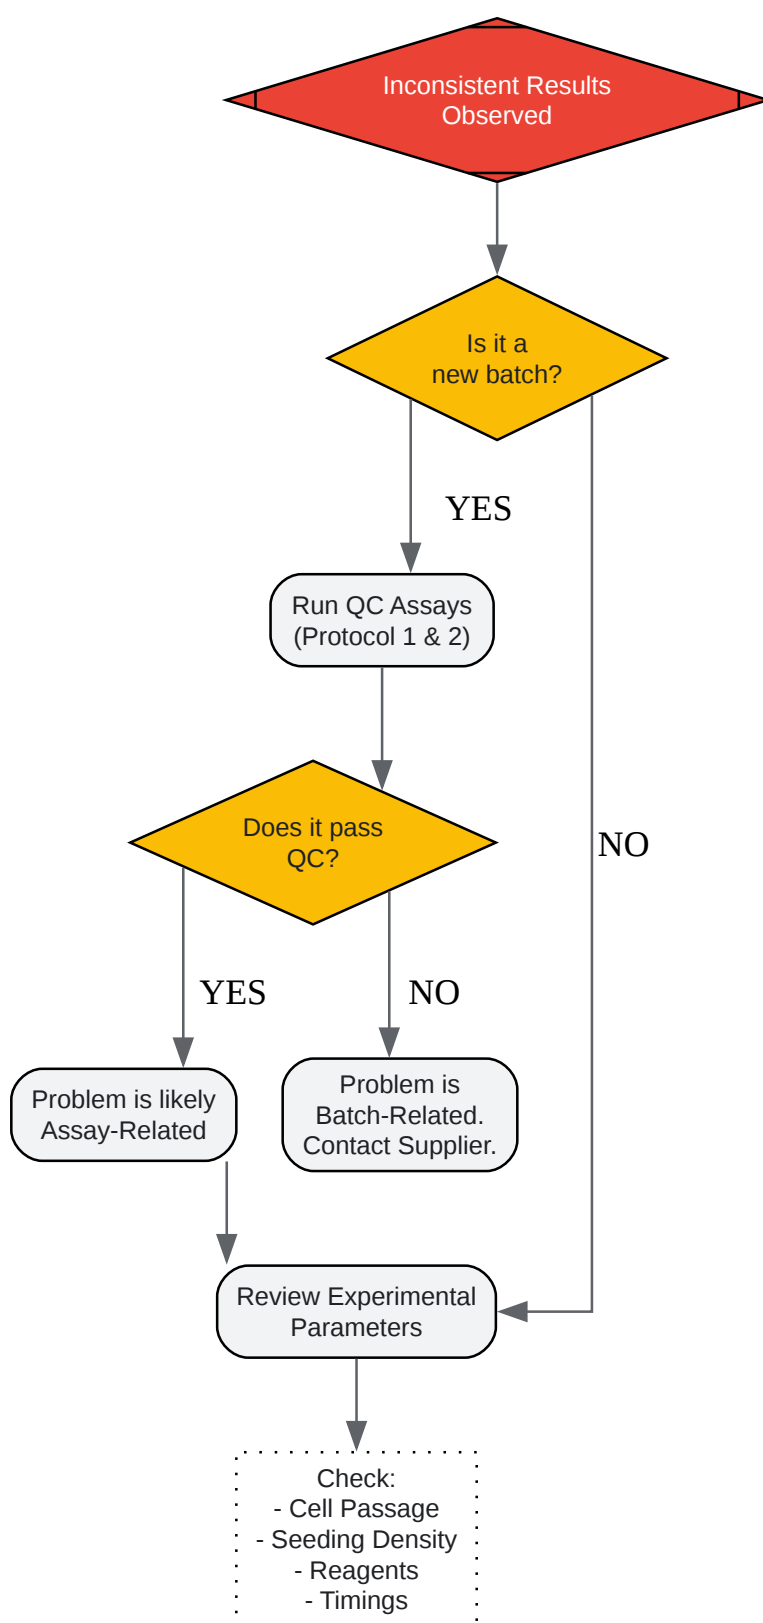 Inconsistent Results
Observed
Is it a
new batch?
YES
Run QC Assays
(Protocol 1 & 2)
Does it pass
QC?
NO
YES
NO
Problem is likely
Assay-Related
Problem is
Batch-Related.
Contact Supplier.
Review Experimental
Parameters
Check:
- Cell Passage
- Seeding Density
- Reagents
- Timings